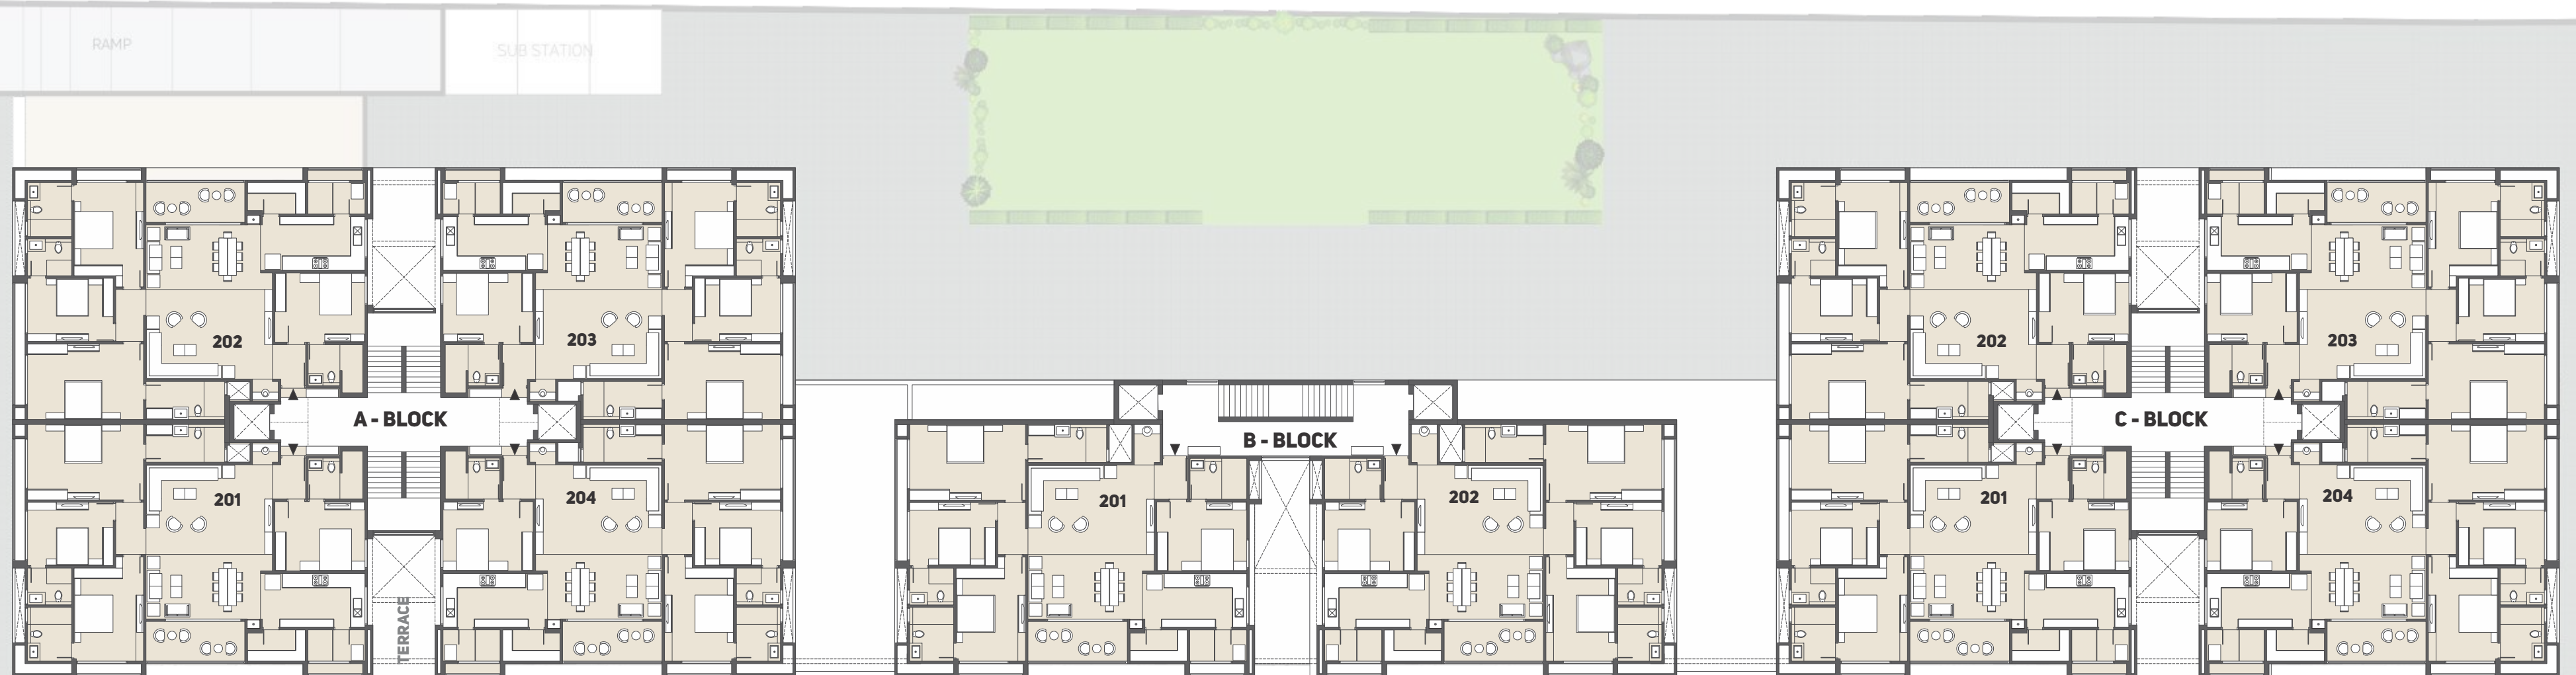 RAMP
SUB STATION
202
203
A - BLOCK
201
204
TERRACE
B - BLOCK
201
202
202
203
C - BLOCK
201
204